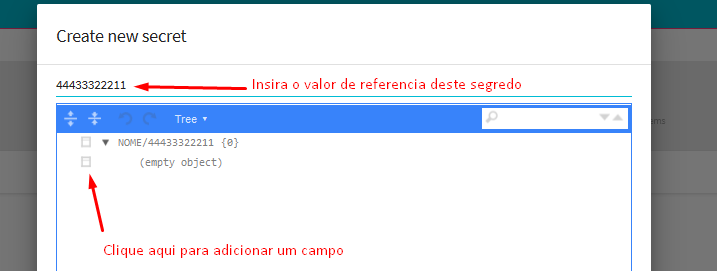 Create new secret
44433322211
Insira o valor de referencia deste segredo
Tree
NOME/44433322211 {0}
(empty object)
Clique aqui para adicionar um campo